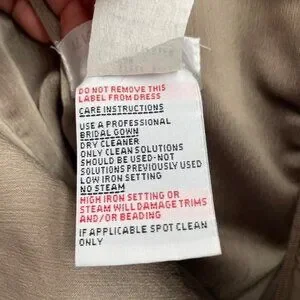 DO NOT REMOVE THIS
LABEL FROM DRESS
CARE INSTRUCTIONS
USE A PROFESSIONAL
BRIDAL GOWN
DRY CLEANER
ONLY CLEAN SOLUTIONS
SHOULD BE USED-NOT
SOLUTIONS PREVIOUSLY USED
LOW IRON SETTING
NO STEAM
HIGH IRON SETTING OR
STEAM WILL DAMAGE TRIMS
AND/OR BEADING
IF APPLICABLE SPOT CLEAN
ONLY